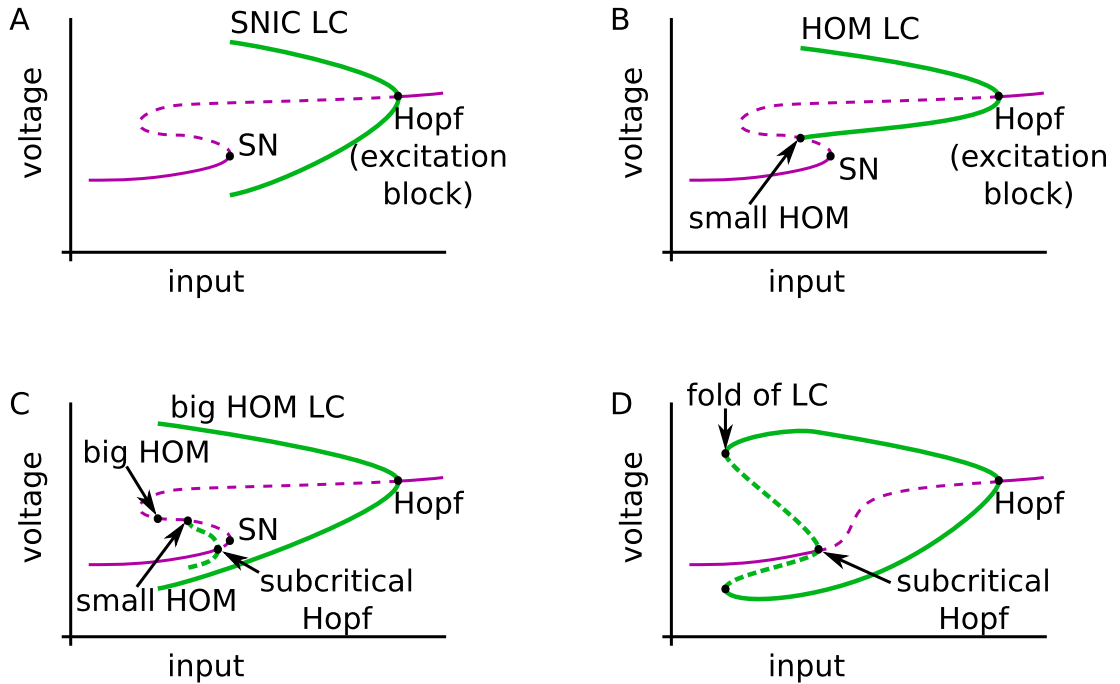 A
SNIC LC
voltage
SN
Hopf
(excitation
block)
input
B
HOM LC
voltage
Hopf
(excitation
block)
SN
small HOM
input
C
big HOM LC
big HOM
voltage
SN
Hopf
small HOM
subcritical
Hopf
input
D
fold of LC
voltage
Hopf
subcritical
Hopf
input